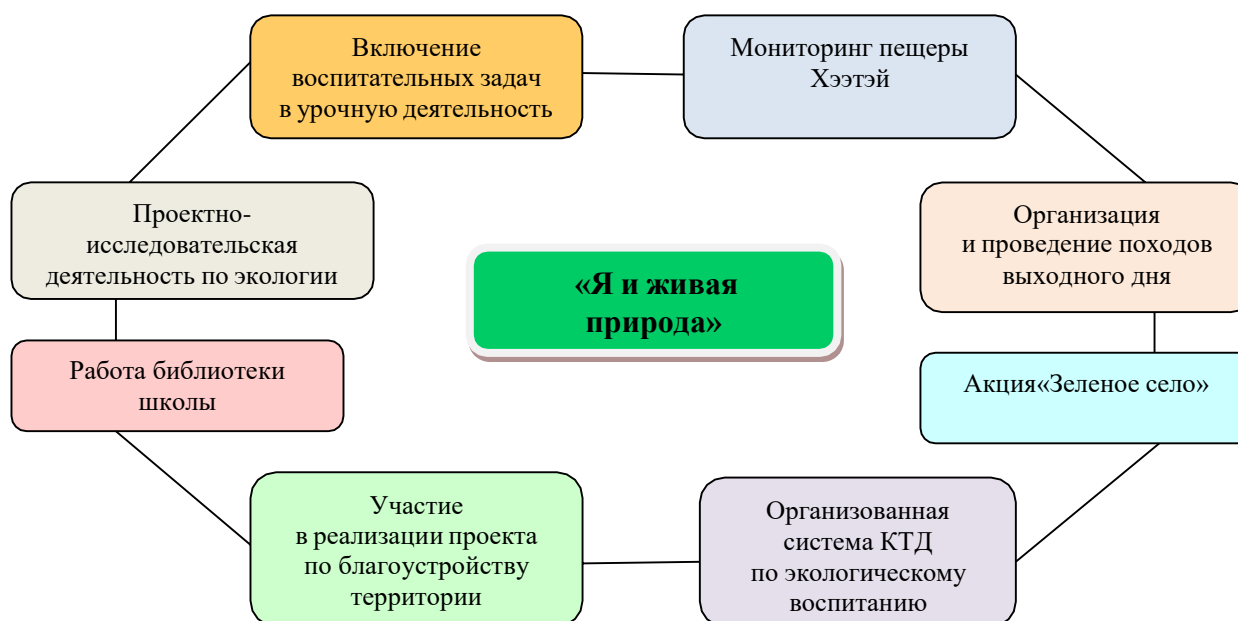 Включение
воспитательных задач
в урочную деятельность
Мониторинг пещеры
Хээтэй
Проектно-
исследовательская
деятельность по экологии
Организация
и проведение походов
выходного дня
«Я и живая
природа»
Работа библиотеки
школы
Акция«Зеленое село»
Участие
в реализации проекта
по благоустройству
территории
Организованная
система КТД
по экологическому
воспитанию